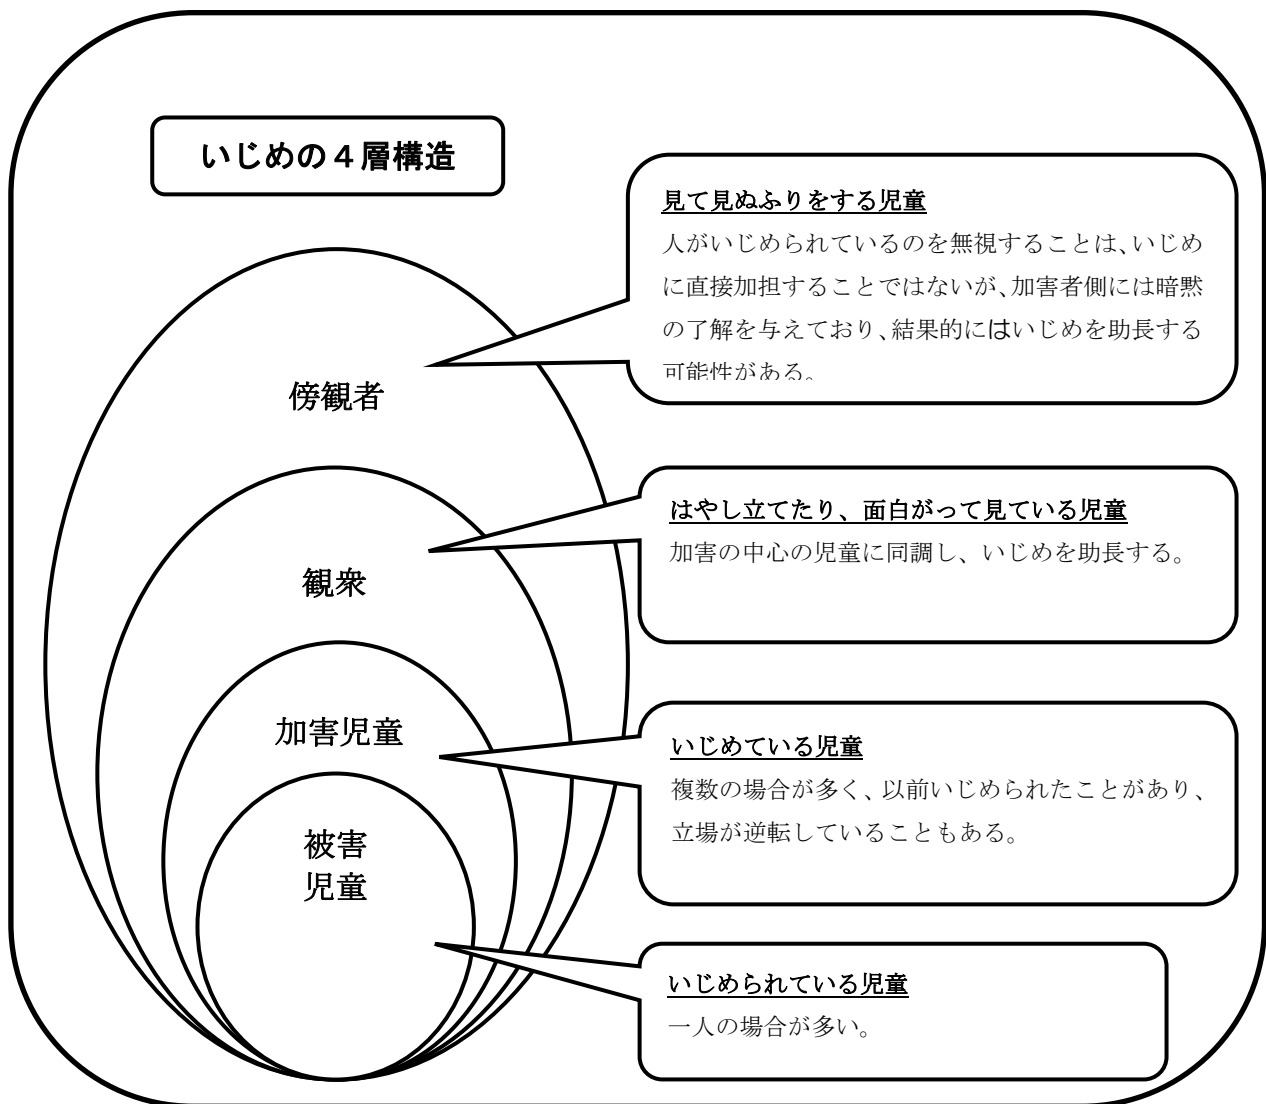 いじめの４層構造
見て見ぬふりをする児童
人がいじめられているのを無視することは、いじめ
に直接加担することではないが、加害者側には暗黙
の了解を与えており、結果的にはいじめを助長する
可能性がある。
傍観者
はやし立てたり、面白がって見ている児童
加害の中心の児童に同調し、いじめを助長する。
観衆
いじめている児童
複数の場合が多く、以前いじめられたことがあり、
立場が逆転していることもある。
加害児童
被害
児童
いじめられている児童
一人の場合が多い。